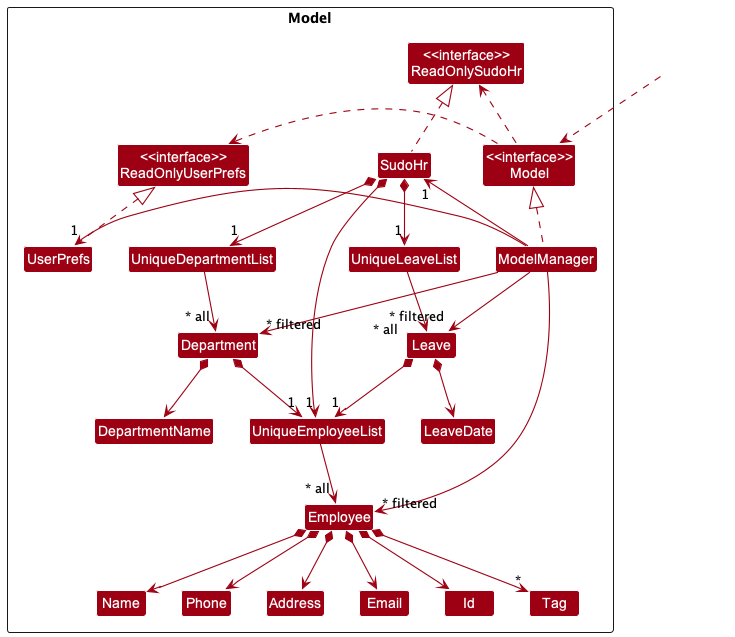 Model
<<interface>>
ReadOnlySudoHr
<<interface>>
ReadOnlyUserPrefs
SudoHr
<<interface>>
Model
1
1
1
1
UserPrefs
UniqueDepartmentList
UniqueLeaveList
ModelManager
* all
* filtered
* filtered
* all
Department
Leave
1
1
1
DepartmentName
UniqueEmployeeList
LeaveDate
* all
* filtered
Employee
*
Name
Phone
Address
Email
Id
Tag